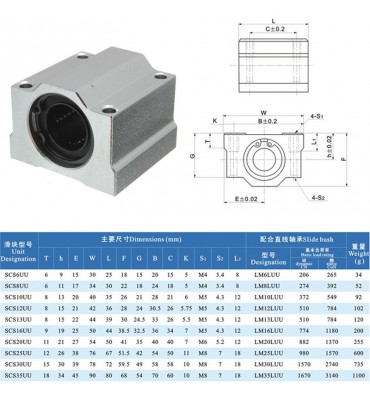 L
C±0.2
W
B±0.2
K
4-S1
T
L1
h±0.02
G
F
E±0.02
4-S2
滑块型号 主要尺寸Dimensions (mm) 配合直线轴承Slide bush 重量
Unit Designation T h E W L F G B C K S1 S2 L1 型号 Designation 基本负荷量 Basic load rating dynamic static Weight (g)
SCS6UU 6 9 15 30 25 18 15 20 15 5 M4 3.4 8 LM6LUU 206 265 34
SCS8UU 6 11 17 34 30 22 18 24 18 5 M4 3.4 8 LM8LUU 274 392 52
SCS10UU 8 13 20 40 35 26 21 28 21 6 M5 4.3 12 LM10LUU 372 549 92
SCS12UU 8 15 21 42 36 28 24 30.5 26 5.75 M5 4.3 12 LM12LUU 510 784 102
SCS13UU 8 15 22 44 39 30 24.5 33 26 5.5 M5 4.3 12 LM13LUU 510 784 120
SCS16UU 9 19 25 50 44 38.5 32.5 36 34 7 M5 4.3 12 LM16LUU 774 1180 200
SCS20UU 11 21 27 54 50 41 35 40 40 7 M6 5.2 12 LM20LUU 882 1370 255
SCS25UU 12 26 38 76 67 51.5 42 54 50 11 M8 7 18 LM25LUU 980 1570 600
SCS30UU 15 30 39 78 72 59.5 49 58 58 10 M8 7 18 LM30LUU 1570 2740 735
SCS35UU 18 34 45 90 80 68 54 70 60 10 M8 7 18 LM35LUU 1670 3140 1100